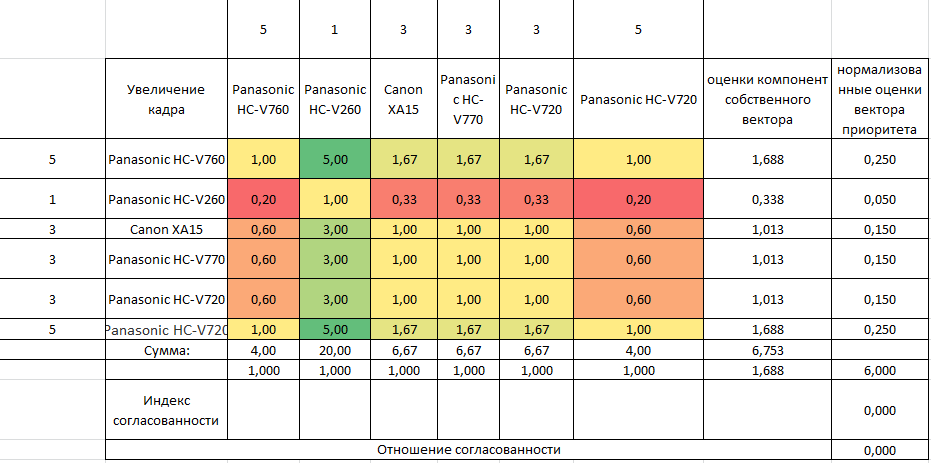 5 1 3 3 3 5
Увеличение кадра Panasonic HC-V760 Panasonic HC-V260 Canon XA15 Panasonic HC-V770 Panasonic HC-V720 Panasonic HC-V720 оценки компонент собственного вектора нормализованные оценки вектора приоритета
5 Panasonic HC-V760 1,00 5,00 1,67 1,67 1,67 1,00 1,688 0,250
1 Panasonic HC-V260 0,20 1,00 0,33 0,33 0,33 0,20 0,338 0,050
3 Canon XA15 0,60 3,00 1,00 1,00 1,00 0,60 1,013 0,150
3 Panasonic HC-V770 0,60 3,00 1,00 1,00 1,00 0,60 1,013 0,150
3 Panasonic HC-V720 0,60 3,00 1,00 1,00 1,00 0,60 1,013 0,150
5 Panasonic HC-V720 1,00 5,00 1,67 1,67 1,67 1,00 1,688 0,250
Сумма: 4,00 20,00 6,67 6,67 6,67 4,00 6,753
1,000 1,000 1,000 1,000 1,000 1,000 1,688 6,000
Индекс согласованности 0,000
Отношение согласованности 0,000